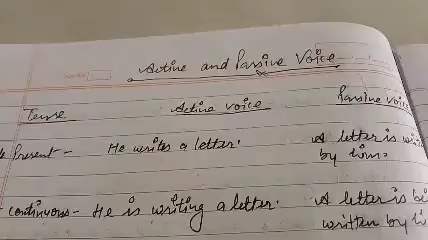 Active and Passive Voice
Tense Active voice Passive voice
Present - He writes a letter. A letter is
by him.
continuous - He is writing a letter. A letter is
written by